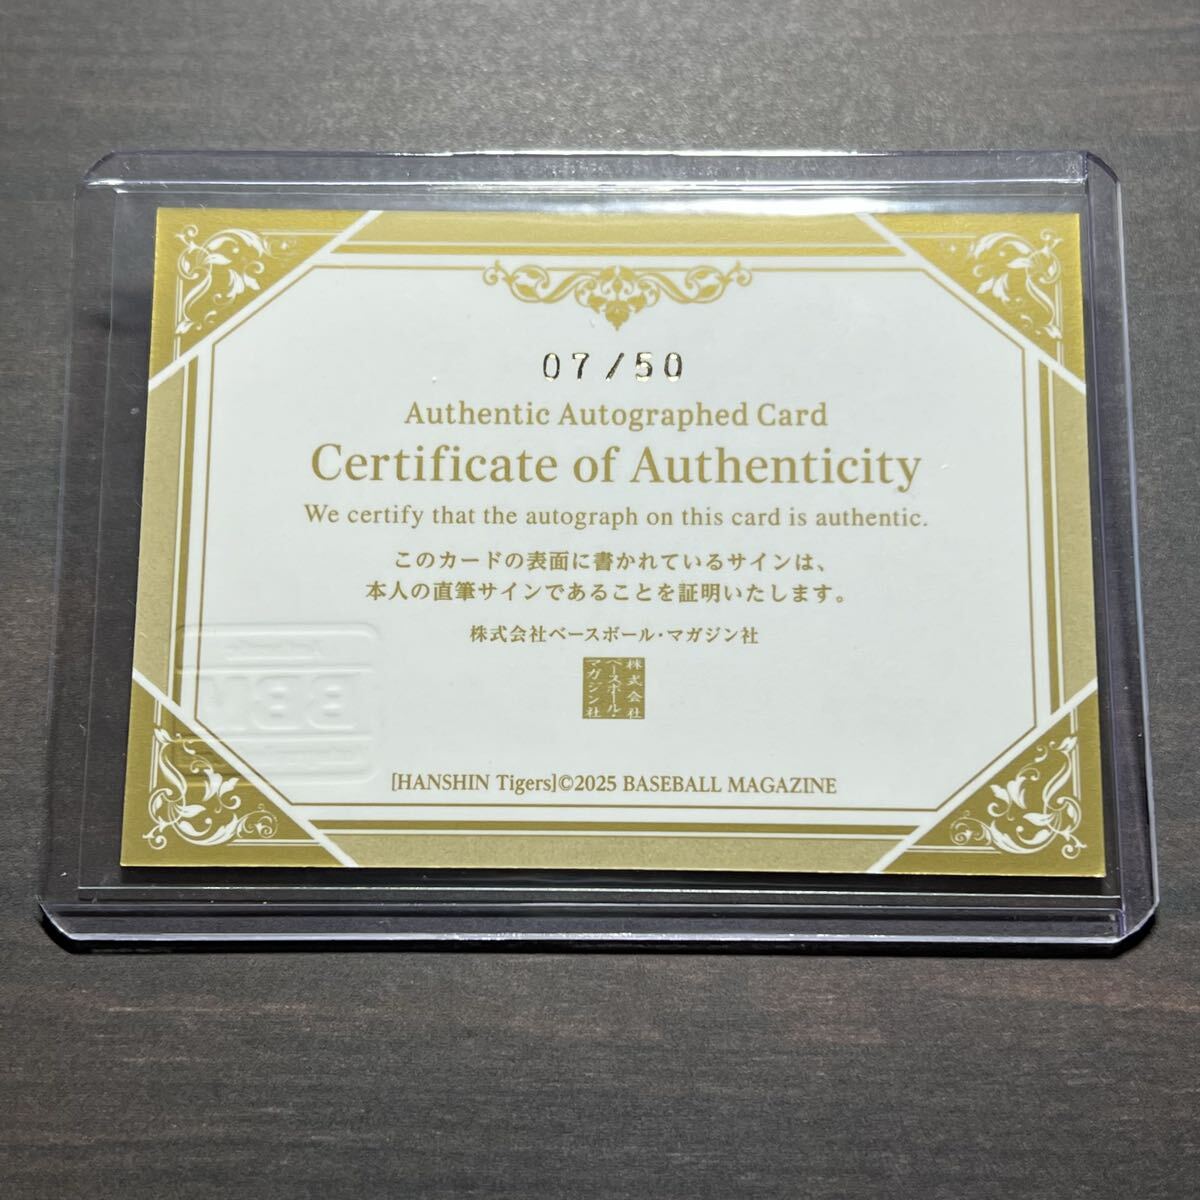 07/50
Authentic Autographed Card
Certificate of Authenticity
We certify that the autograph on this card is authentic.
このカードの表面に書かれているサインは、
本人の直筆サインであることを証明いたします。
株式会社ベースボール・マガジン社
株式会社
ベースボール・
マガジン社
[HANSHIN Tigers]©2025 BASEBALL MAGAZINE